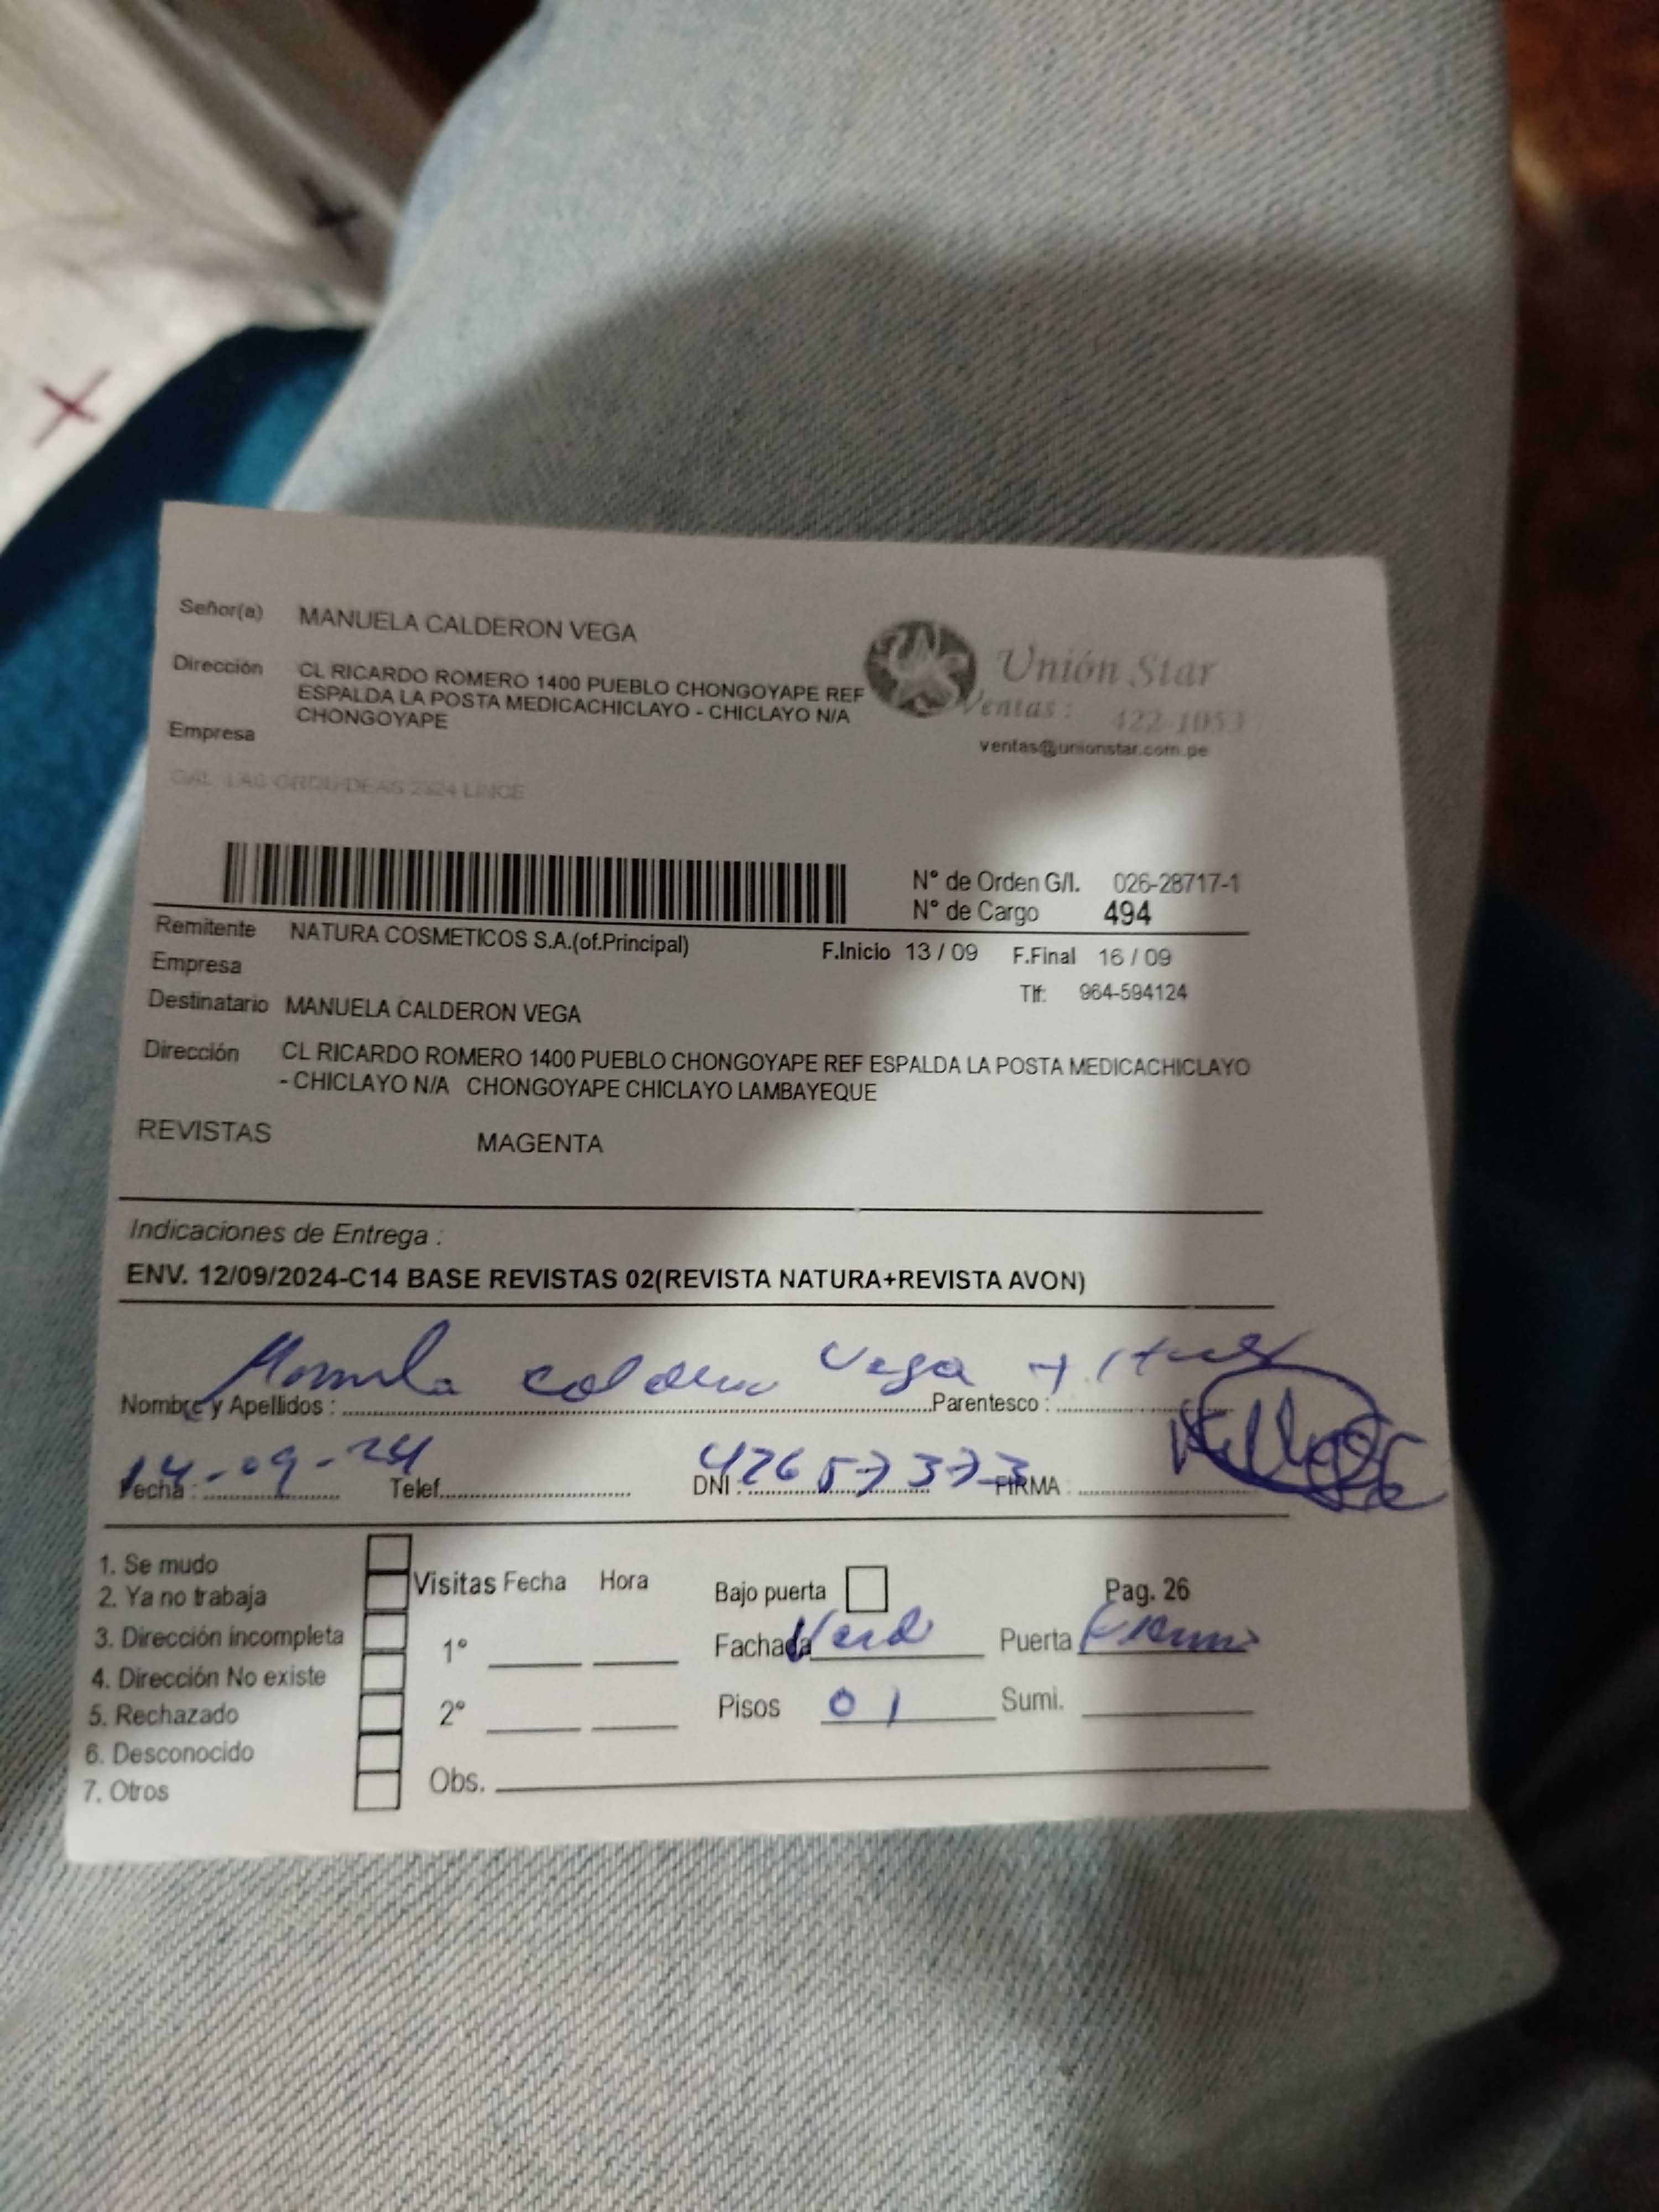 Señor(a) MANUELA CALDERON VEGA
Dirección CL RICARDO ROMERO 1400 PUEBLO CHONGOYAPE REF
ESPALDA LA POSTA MEDICACHICLAYO - CHICLAYO N/A
CHONGOYAPE
Empresa
Unión Star
Ventas : 422-1053
ventas@unionstar.com.pe
N° de Orden G/I. 026-28717-1
N° de Cargo 494
Remitente NATURA COSMETICOS S.A.(of.Principal)
F.Inicio 13 / 09 F.Final 16 / 09
Empresa
Tlf: 964-594124
Destinatario MANUELA CALDERON VEGA
Dirección CL RICARDO ROMERO 1400 PUEBLO CHONGOYAPE REF ESPALDA LA POSTA MEDICACHICLAYO
- CHICLAYO N/A CHONGOYAPE CHICLAYO LAMBAYEQUE
REVISTAS MAGENTA
Indicaciones de Entrega :
ENV. 12/09/2024-C14 BASE REVISTAS 02(REVISTA NATURA+REVISTA AVON)
Vega
Nombre y Apellidos : Parentesco :
14-09-24
Fecha : Telef. DNI : FIRMA :
1. Se mudo
2. Ya no trabaja
3. Dirección incompleta
4. Dirección No existe
5. Rechazado
6. Desconocido
7. Otros
Visitas Fecha Hora
1°
2°
Obs.
Bajo puerta Pag. 26
Fachada Puerta
Pisos 01 Sumi.